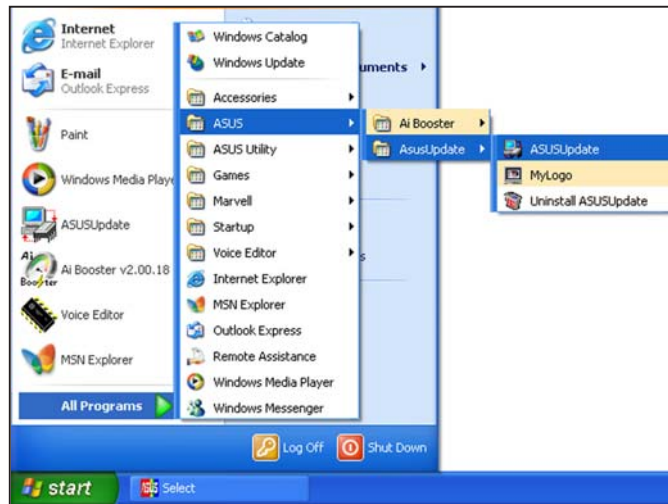 Internet
Internet Explorer
E-mail
Outlook Express
Paint
Windows Media Playe
ASUSUpdate
Ai Booster v2.00.18
Voice Editor
MSN Explorer
All Programs
Windows Catalog
Windows Update
Accessories
ASUS
ASUS Utility
Games
Marvell
Startup
Voice Editor
Internet Explorer
MSN Explorer
Outlook Express
Remote Assistance
Windows Media Player
Windows Messenger
uments
s
Ai Booster
AsusUpdate
ASUSUpdate
MyLogo
Uninstall ASUSUpdate
Log Off
Shut Down
start
Select